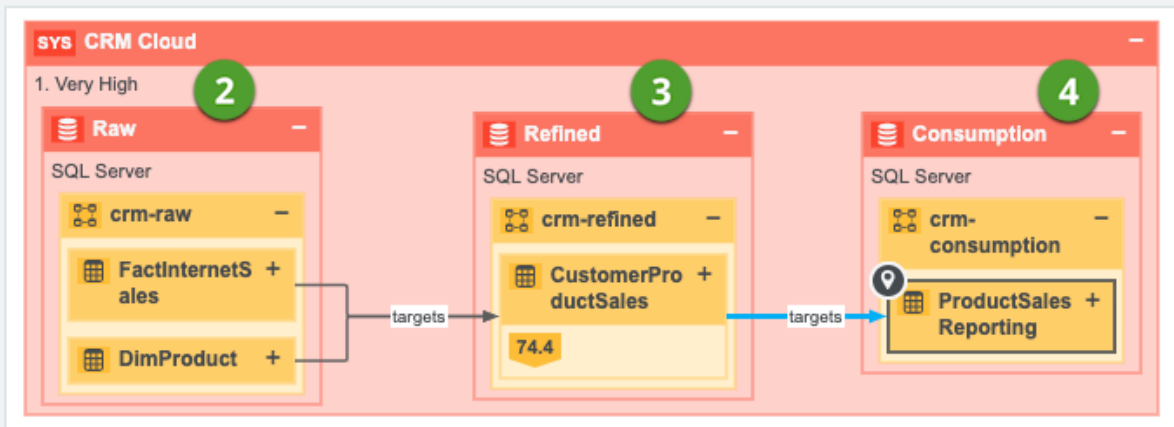 SYS CRM Cloud
1. Very High
2
3
4
Raw
SQL Server
crm-raw
FactInternetS
ales
DimProduct
targets
Refined
SQL Server
crm-refined
CustomerPro
ductSales
74.4
targets
Consumption
SQL Server
crm-
consumption
ProductSales
Reporting